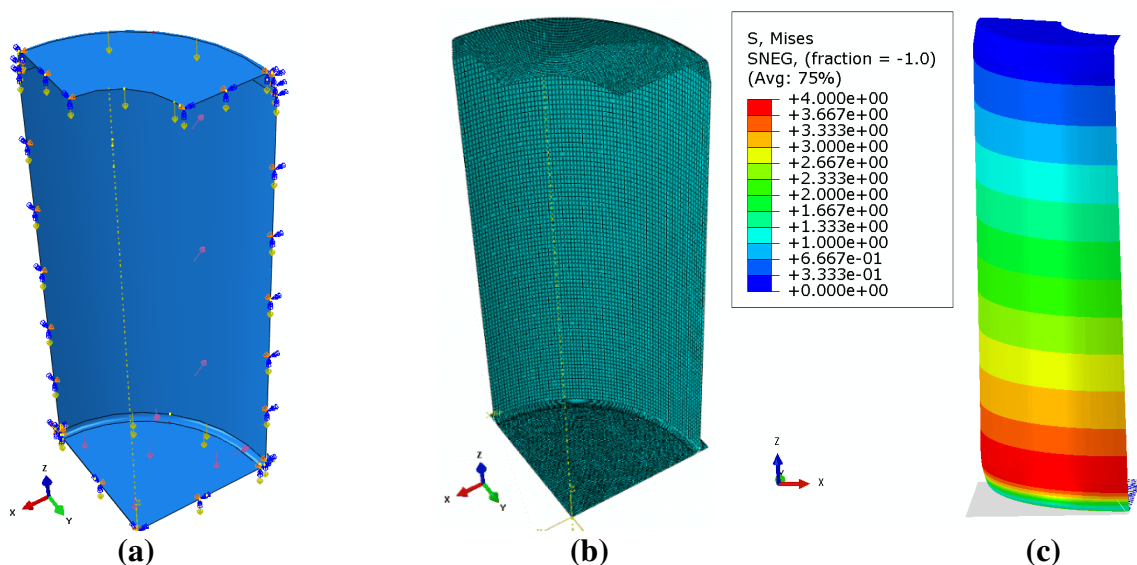 S, Mises
SNEG, (fraction = -1.0)
(Avg: 75%)
+4.000e+00
+3.667e+00
+3.333e+00
+3.000e+00
+2.667e+00
+2.333e+00
+2.000e+00
+1.667e+00
+1.333e+00
+1.000e+00
+6.667e-01
+3.333e-01
+0.000e+00
Z
X
Y
Z
X
Y
Z
Y
X
(a)
(b)
(c)